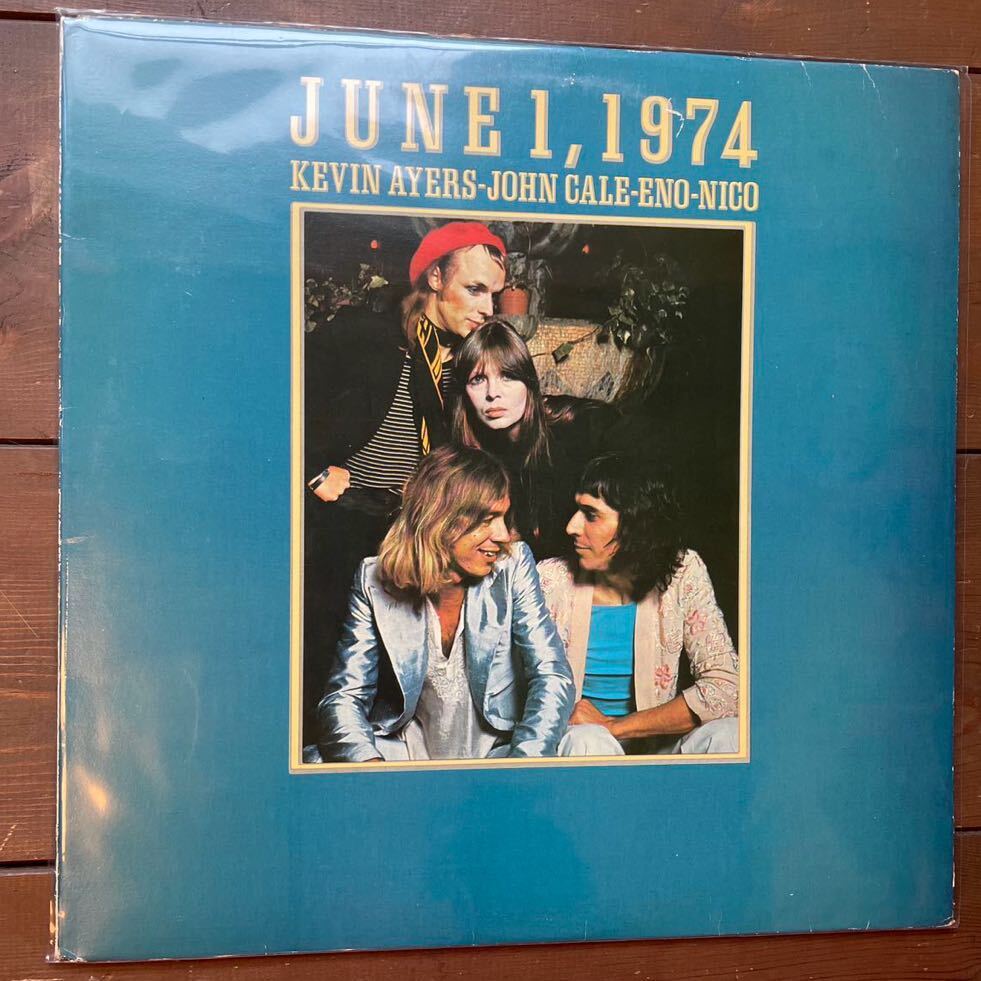 JUNE 1, 1974
KEVIN AYERS-JOHN CALE-ENO-NICO